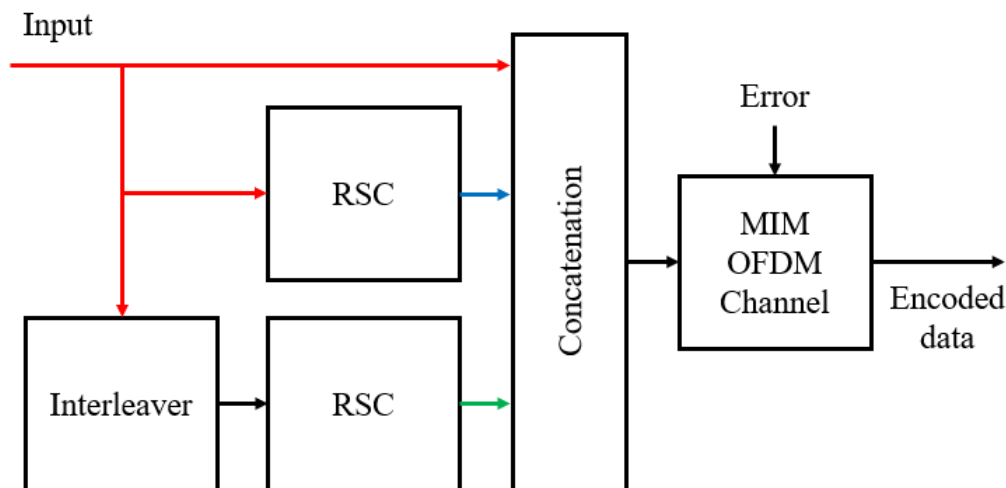 Input
Error
RSC
Concatenation
MIM
OFDM
Channel
Encoded
data
Interleaver
RSC